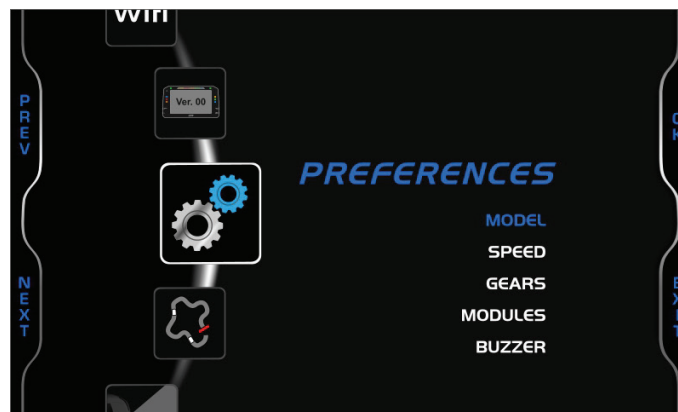 Wifi
PREV
Ver. 00
PREFERENCES
MODEL
SPEED
GEARS
MODULES
BUZZER
NEXT